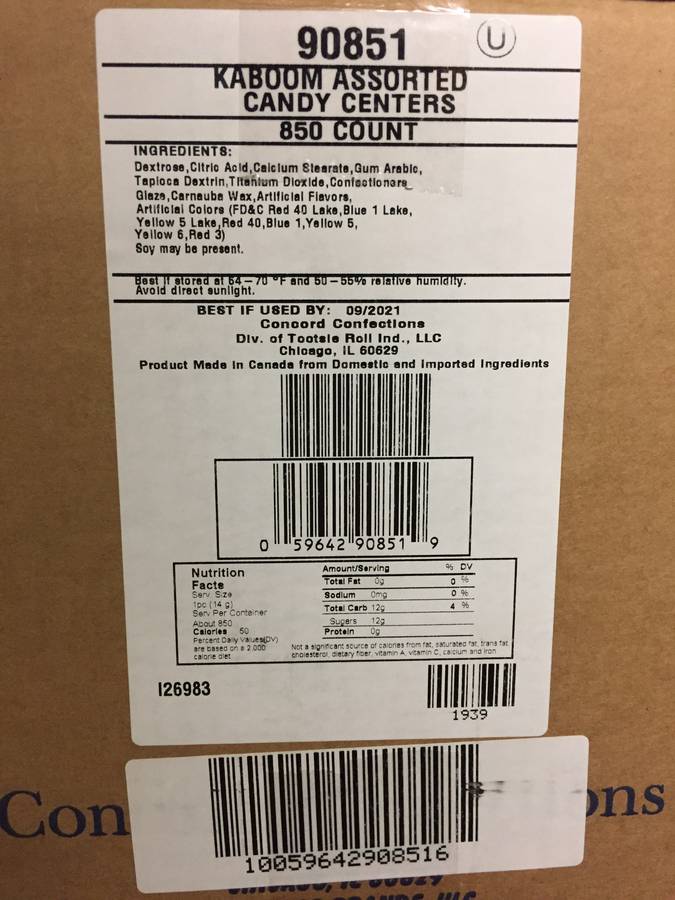 90851 U
KABOOM ASSORTED
CANDY CENTERS
850 COUNT
INGREDIENTS:
Dextrose,Citric Acid,Calcium Stearate,Gum Arabic,
Tapioca Dextrin,Titanium Dioxide,Confectioners
Glaze,Carnauba Wax,Artificial Flavors,
Artificial Colors (FD&C Red 40 Lake,Blue 1 Lake,
Yellow 5 Lake,Red 40,Blue 1,Yellow 5,
Yellow 6,Red 3)
Soy may be present.
Best if stored at 64-70 °F and 50-55% relative humidity.
Avoid direct sunlight.
BEST IF USED BY: 09/2021
Concord Confections
Div. of Tootsie Roll Ind., LLC
Chicago, IL 60629
Product Made in Canada from Domestic and Imported Ingredients
0 59642 90851 9
Nutrition
Facts
Serv. Size
1pc (14 g)
Serv Per Container
About 850
Calories 50
Percent Daily Values(DV)
are based on a 2,000
calorie diet
Amount/Serving % DV
Total Fat 0g 0 %
Sodium 0mg 0 %
Total Carb 12g 4 %
Sugars 12g
Protein 0g
Not a significant source of calories from fat, saturated fat, trans fat,
cholesterol, dietary fiber, vitamin A, vitamin C, calcium and iron
I26983
1939
Con ons
10059642908516